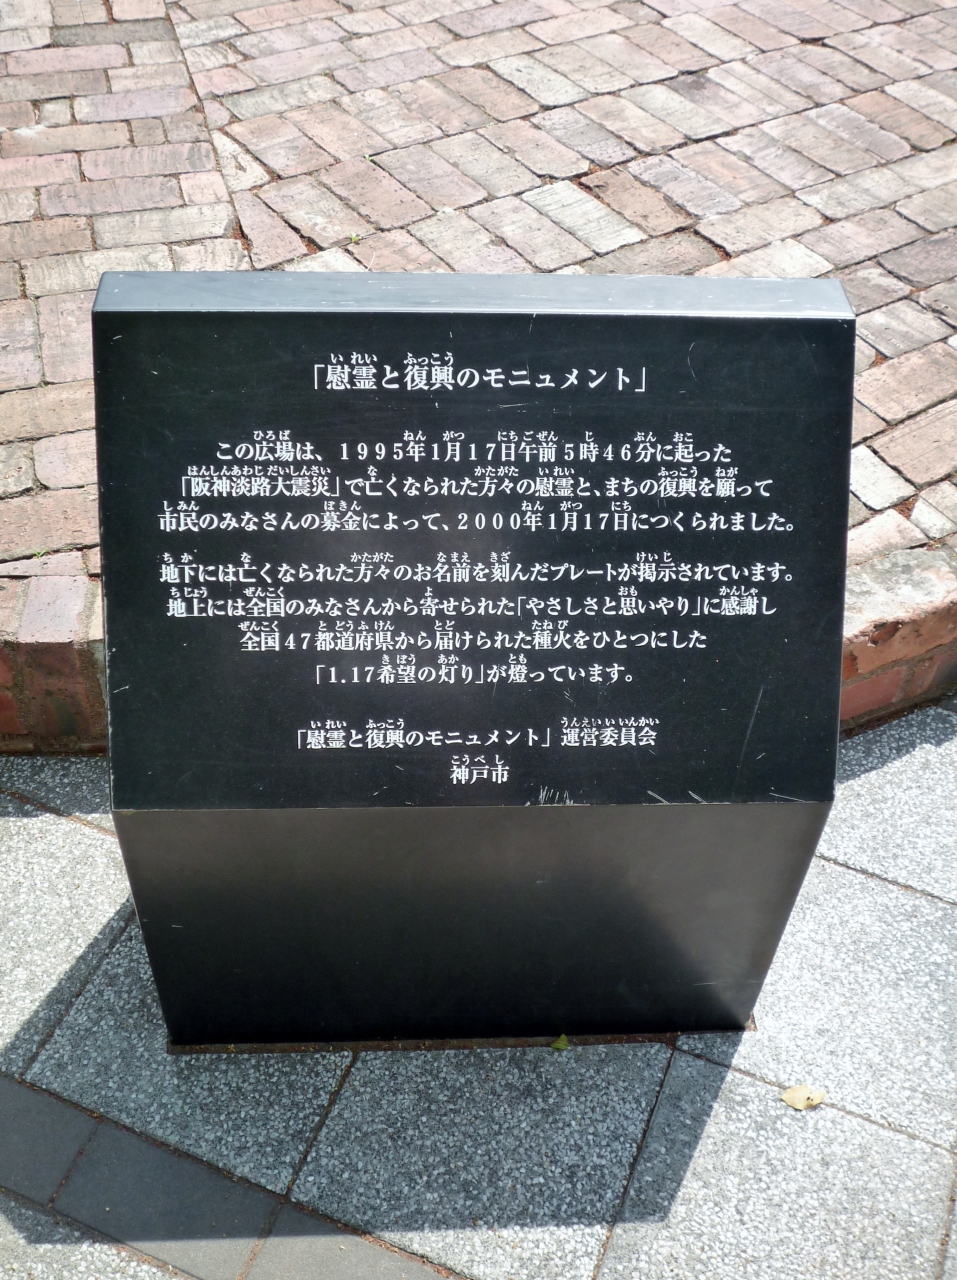 「慰霊と復興のモニュメント」
この広場は、1995年1月17日午前5時46分に起った
「阪神淡路大震災」で亡くなられた方々の慰霊と、まちの復興を願って
市民のみなさんの募金によって、2000年1月17日につくられました。
地下には亡くなられた方々のお名前を刻んだプレートが掲示されています。
地上には全国のみなさんから寄せられた「やさしさと思いやり」に感謝し
全国47都道府県から届けられた種火をひとつにした
「1.17希望の灯り」が燈っています。
「慰霊と復興のモニュメント」運営委員会
神戸市